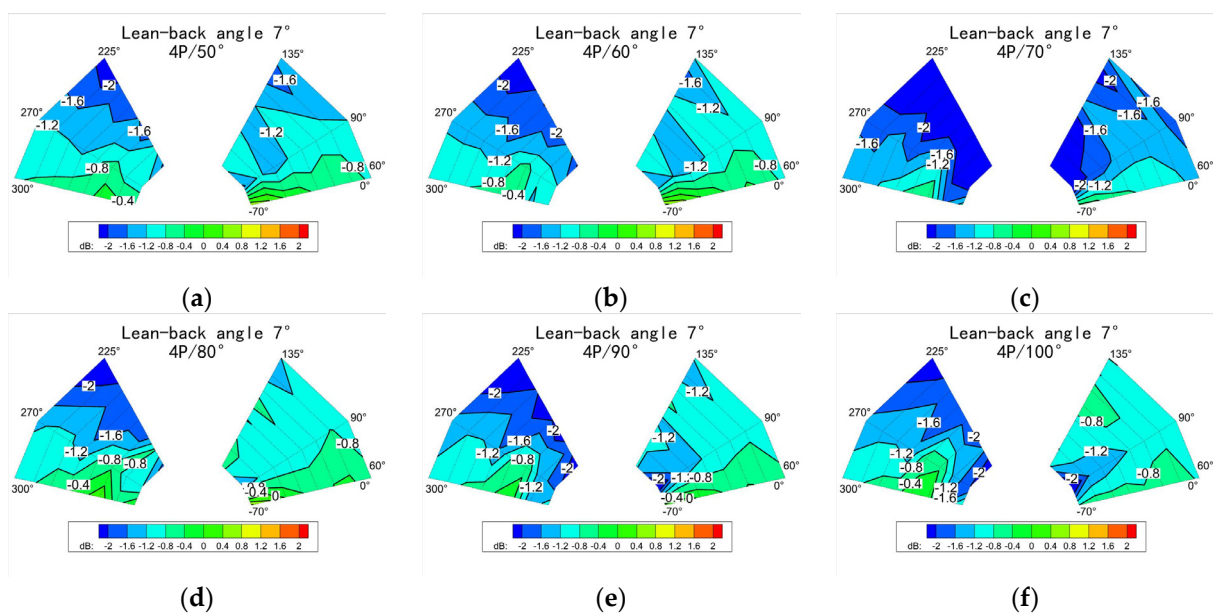 Lean-back angle 7°
4P/50°
225° 135°
-2 -1.6
-1.6
270° -1.2 -1.6 -1.2 90°
-0.8 60° -0.8
300° -0.4 0°
-70°
dB: -2 -1.6 -1.2 -0.8 -0.4 0 0.4 0.8 1.2 1.6 2
(a)
Lean-back angle 7°
4P/60°
225° 135°
-2 -1.6
270° -1.6 -2 -1.2 90°
-1.2 60°
-0.8 -0.8
300° -0.4 0°
-70°
dB: -2 -1.6 -1.2 -0.8 -0.4 0 0.4 0.8 1.2 1.6 2
(b)
Lean-back angle 7°
4P/70°
225° 135°
-2 -1.6
270° -2 -1.6 -1.6 90°
-1.6 -1.6
-1.2 60°
300° -2 -1.2 0°
-70°
dB: -2 -1.6 -1.2 -0.8 -0.4 0 0.4 0.8 1.2 1.6 2
(c)
Lean-back angle 7°
4P/80°
225° 135°
-2
270° 90°
-1.6
-1.2 -0.8
-0.8 -0.8 60°
300° -0.4 -0.4 0 0°
-70°
dB: -2 -1.6 -1.2 -0.8 -0.4 0 0.4 0.8 1.2 1.6 2
(d)
Lean-back angle 7°
4P/90°
225° 135°
-2 -1.2
270° -2 90°
-1.2 -1.6 -1.2
-0.8 -2 60°
300° -1.2 -2 -0.8 0°
-0.4 0
-70°
dB: -2 -1.6 -1.2 -0.8 -0.4 0 0.4 0.8 1.2 1.6 2
(e)
Lean-back angle 7°
4P/100°
225° 135°
-2
270° -1.6 -0.8 90°
-2
-1.2 -1.2
-0.8 -2 60°
300° -0.4 -1.2 -2 -0.8 0°
-1.6
-70°
dB: -2 -1.6 -1.2 -0.8 -0.4 0 0.4 0.8 1.2 1.6 2
(f)